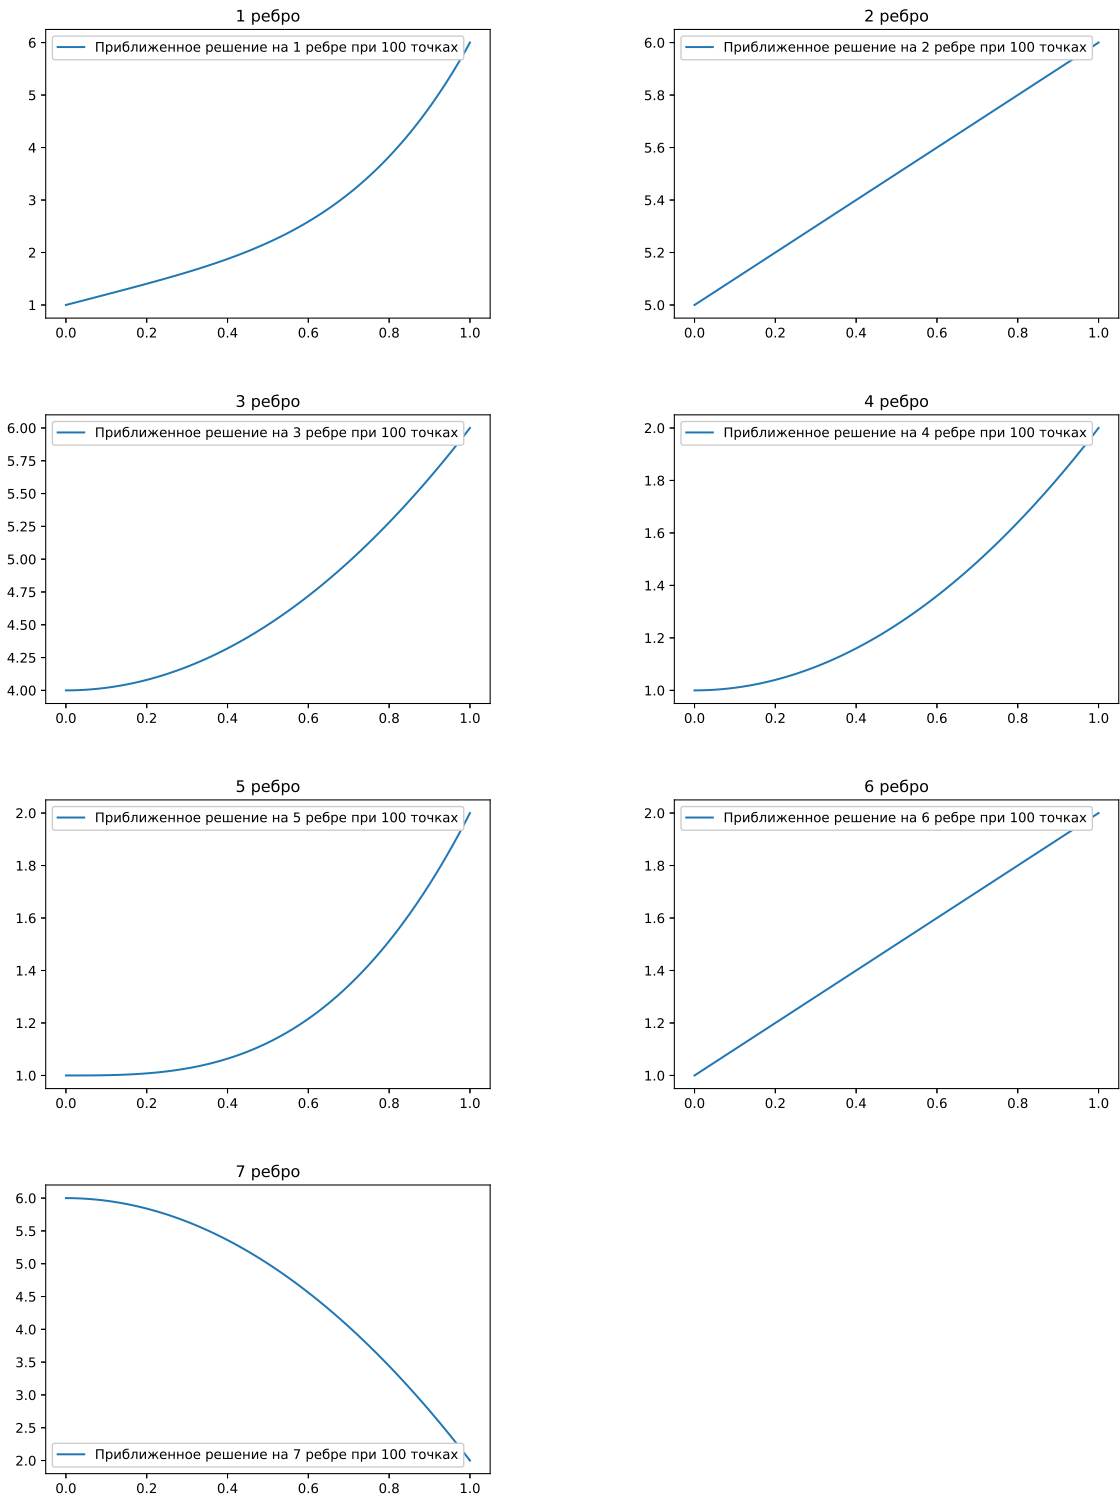 1 ребро
Приближенное решение на 1 ребре при 100 точках
6
5
4
3
2
1
0.0 0.2 0.4 0.6 0.8 1.0
2 ребро
Приближенное решение на 2 ребре при 100 точках
6.0
5.8
5.6
5.4
5.2
5.0
0.0 0.2 0.4 0.6 0.8 1.0
3 ребро
Приближенное решение на 3 ребре при 100 точках
6.00
5.75
5.50
5.25
5.00
4.75
4.50
4.25
4.00
0.0 0.2 0.4 0.6 0.8 1.0
4 ребро
Приближенное решение на 4 ребре при 100 точках
2.0
1.8
1.6
1.4
1.2
1.0
0.0 0.2 0.4 0.6 0.8 1.0
5 ребро
Приближенное решение на 5 ребре при 100 точках
2.0
1.8
1.6
1.4
1.2
1.0
0.0 0.2 0.4 0.6 0.8 1.0
6 ребро
Приближенное решение на 6 ребре при 100 точках
2.0
1.8
1.6
1.4
1.2
1.0
0.0 0.2 0.4 0.6 0.8 1.0
7 ребро
6.0
5.5
5.0
4.5
4.0
3.5
3.0
2.5
2.0
Приближенное решение на 7 ребре при 100 точках
0.0 0.2 0.4 0.6 0.8 1.0